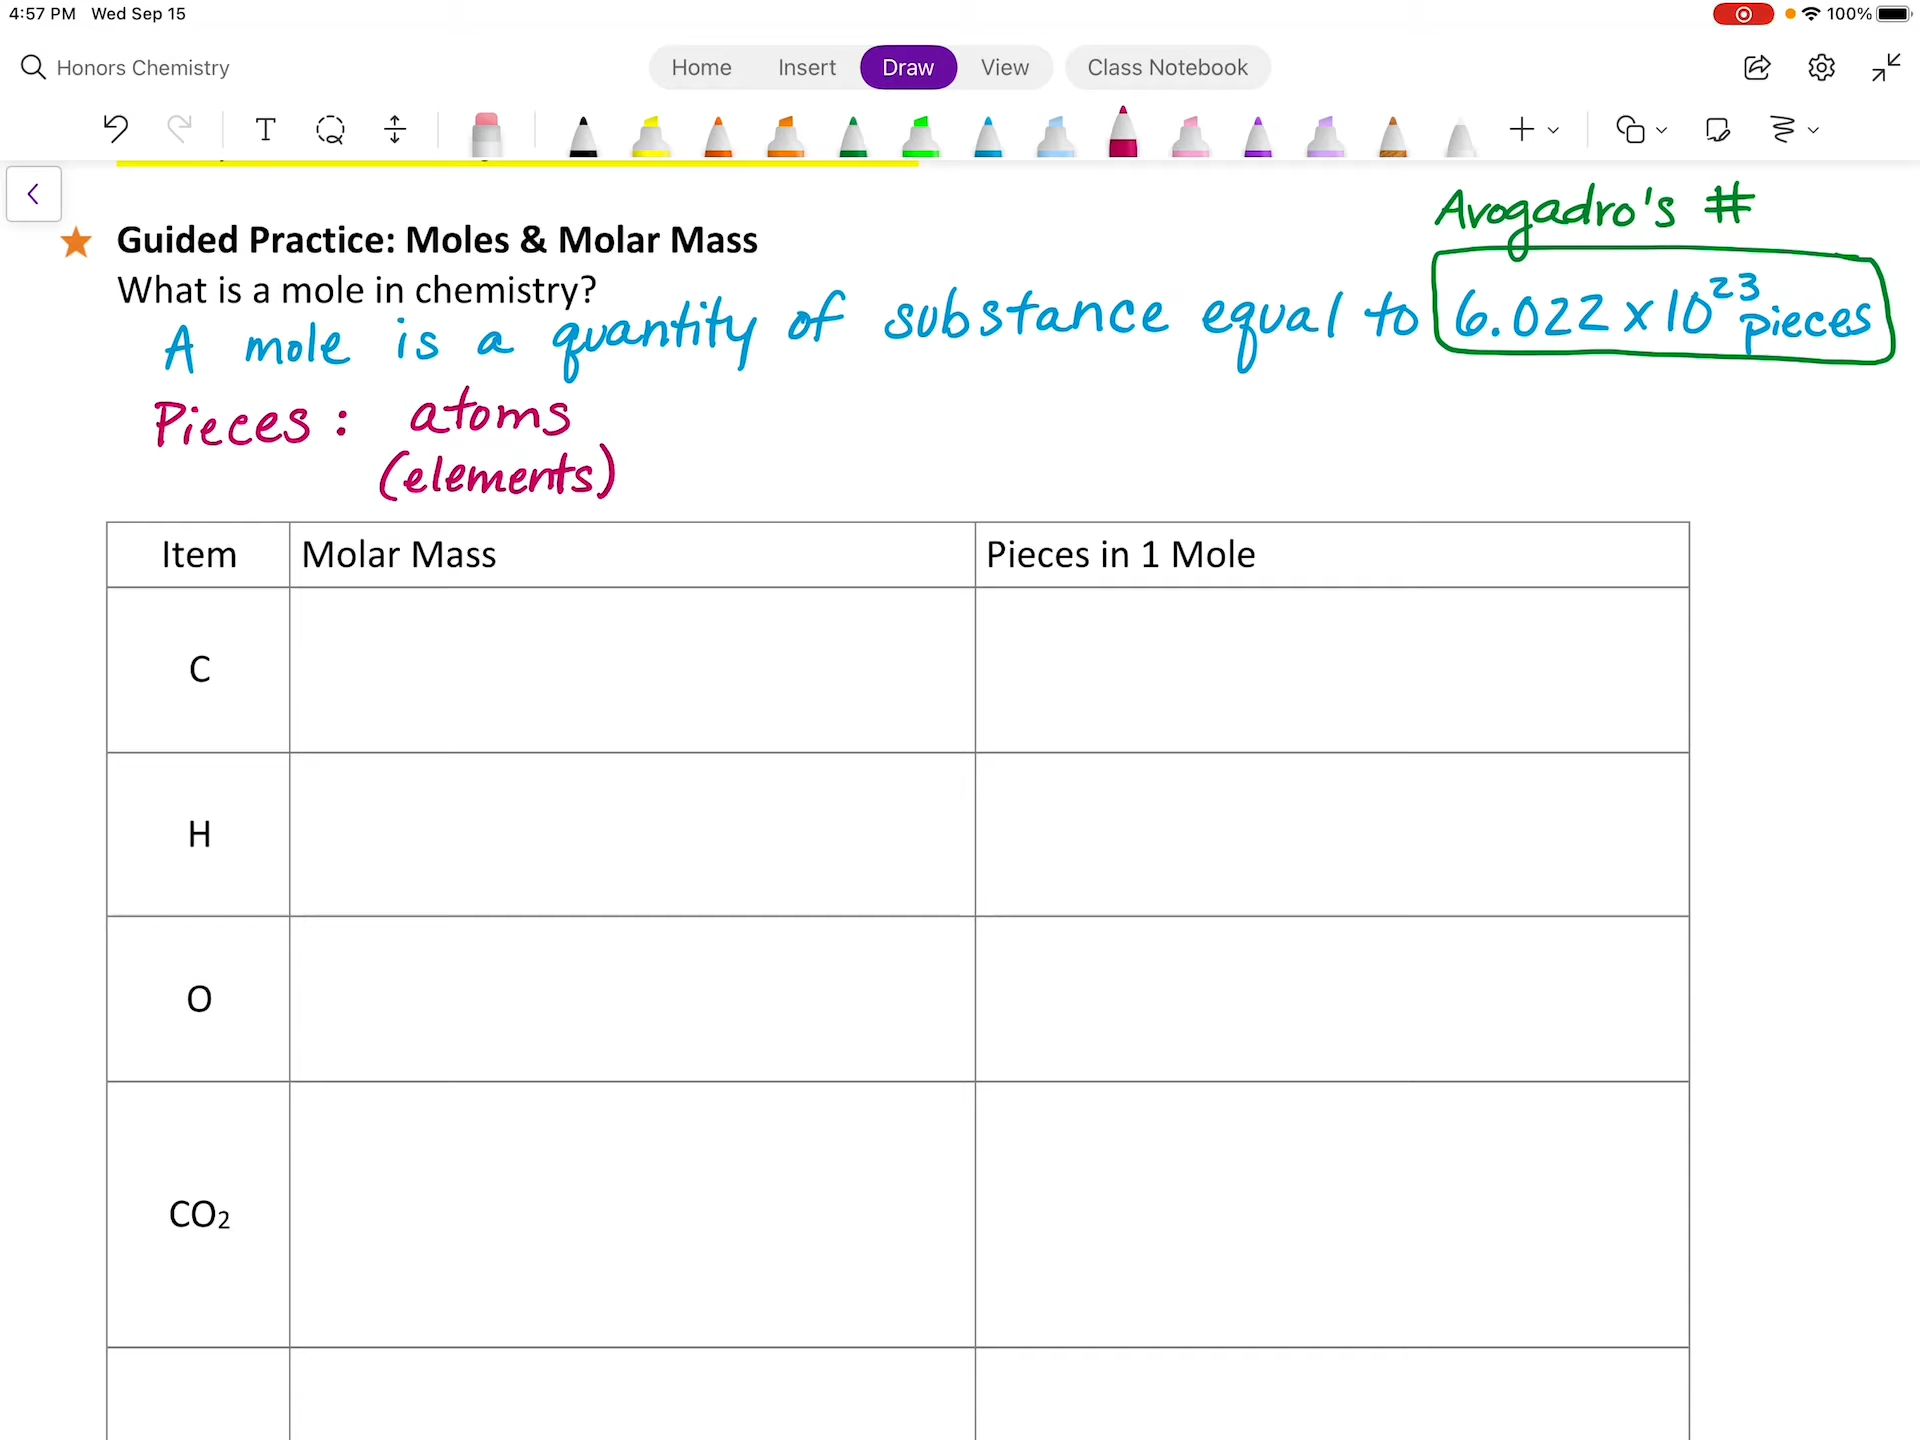 4:57 PM Wed Sep 15
100%
Honors Chemistry
Home Insert Draw View Class Notebook
T
Avogadro's #
Guided Practice: Moles & Molar Mass
What is a mole in chemistry?
A mole is a quantity of substance equal to 6.022 x 10²³ pieces
Pieces: atoms
(elements)
Item Molar Mass Pieces in 1 Mole
C
H
O
CO₂